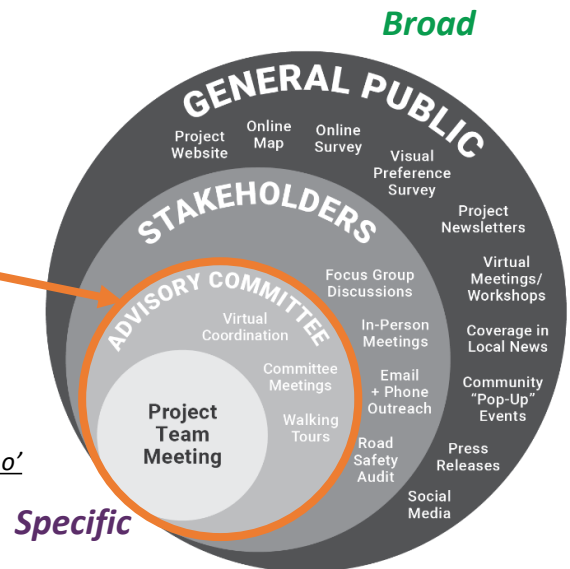 Broad
GENERAL PUBLIC
Project
Website
Online
Map
Online
Survey
Visual
Preference
Survey
Project
Newsletters
Virtual
Meetings/
Workshops
Coverage in
Local News
Community
“Pop-Up”
Events
Press
Releases
Social
Media
STAKEHOLDERS
Focus Group
Discussions
In-Person
Meetings
Email
+ Phone
Outreach
Road
Safety
Audit
ADVISORY COMMITTEE
Virtual
Coordination
Committee
Meetings
Walking
Tours
Project
Team
Meeting
o’
Specific